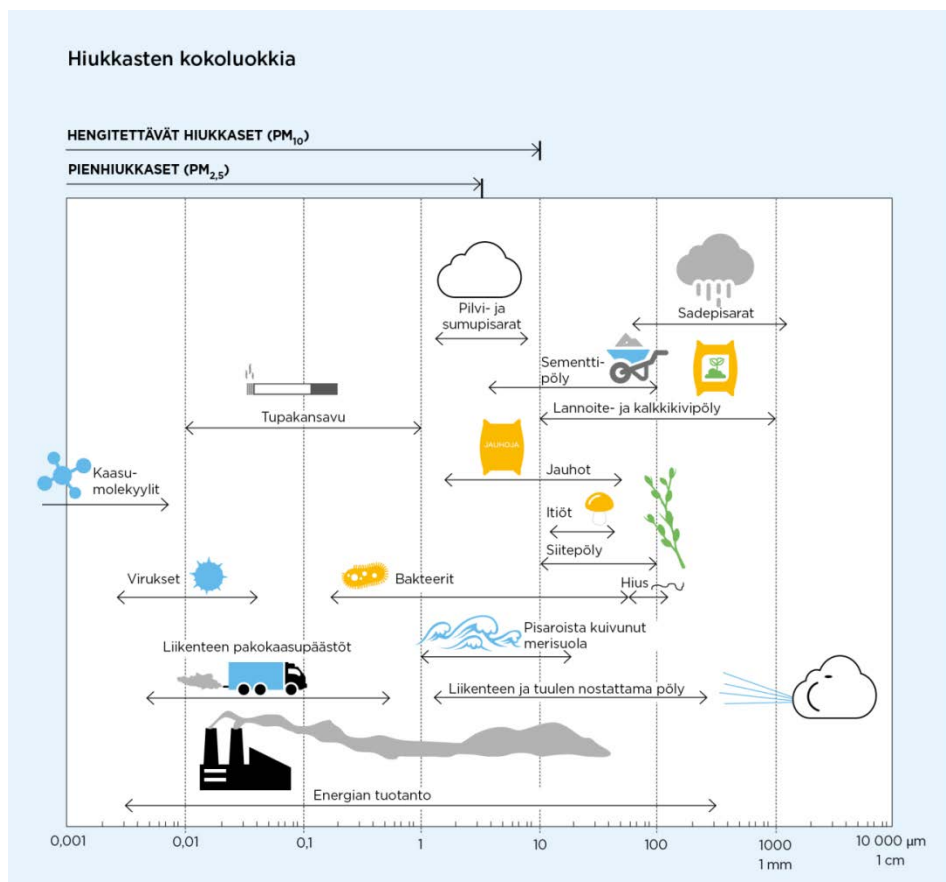 Hiukkasten kokoluokkia
HENGITETTÄVÄT HIUKKASET (PM10)
PIENHIUKKASET (PM2,5)
Pilvi- ja
sumupisarat
Sadepisarat
Sementti-
pöly
Tupakansavu
Lannoite- ja kalkkikivipöly
JAUHOJA
Kaasu-
molekyylit
Jauhot
Itiöt
Siitepöly
Virukset
Bakteerit
Hius
Pisaroista kuivunut
merisuola
Liikenteen pakokaasupäästöt
Liikenteen ja tuulen nostattama pöly
Energian tuotanto
0,001 0,01 0,1 1 10 100 1000 10 000 µm
1 mm 1 cm